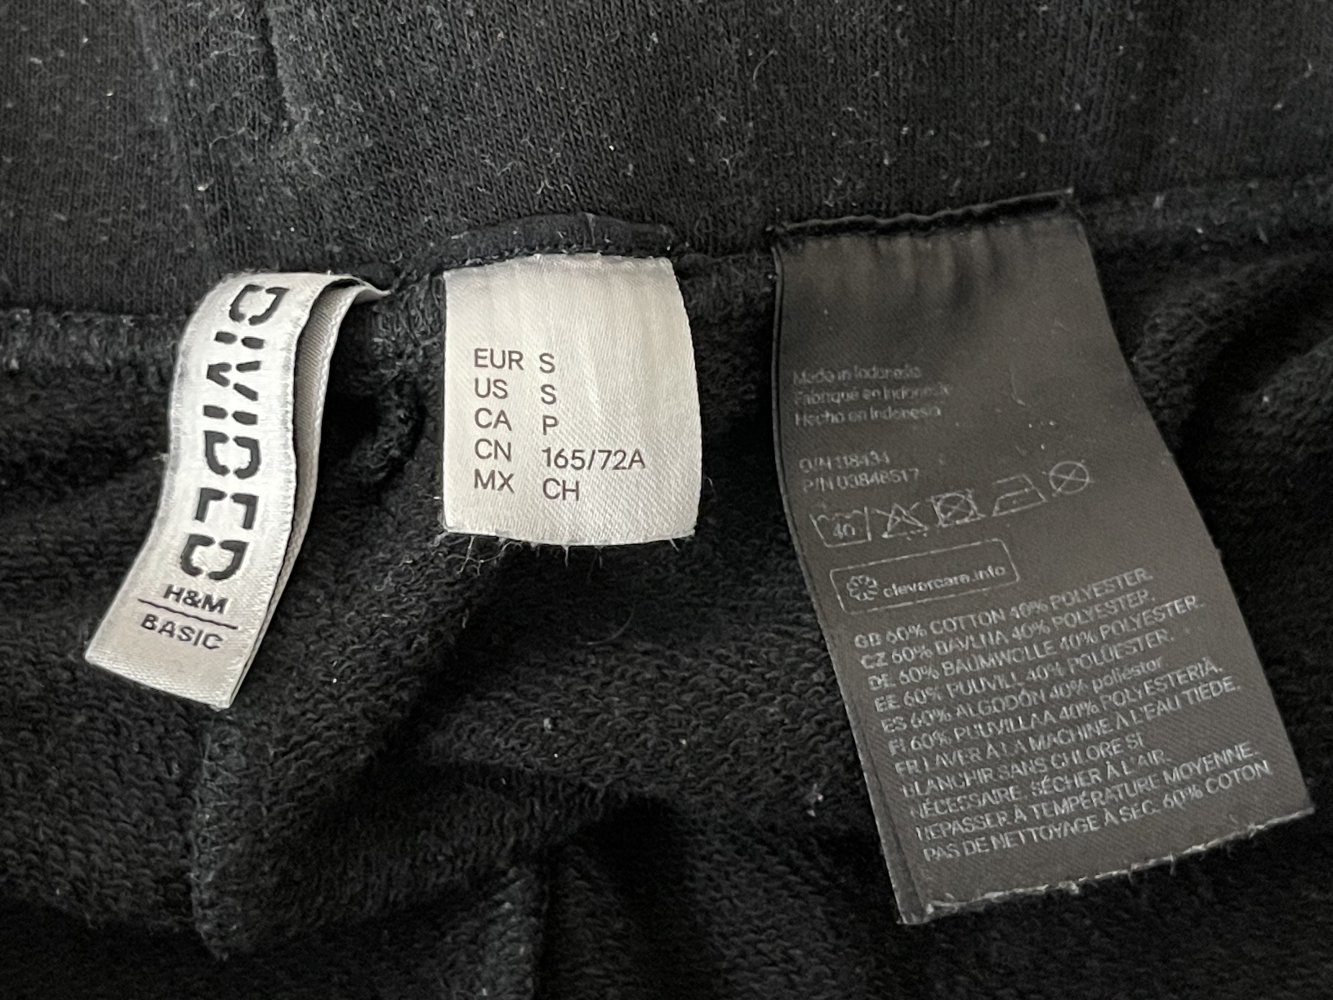 DIVIDED
H&M
BASIC
EUR S
US S
CA P
CN 165/72A
MX CH
Made in Indonesia
Fabriqué en Indonésie
Hecho en Indonesia
O/N 118434
P/N 03848517
40
clevercare.info
GB 60% COTTON 40% POLYESTER.
CZ 60% BAVLNA 40% POLYESTER.
DE 60% BAUMWOLLE 40% POLYESTER.
EE 60% PUUVILL 40% POLÜESTER.
ES 60% ALGODÓN 40% poliéster
FI 60% PUUVILLAA 40% POLYESTERIÄ.
FR LAVER À LA MACHINE À L'EAU TIÈDE.
BLANCHIR SANS CHLORE SI
NÉCESSAIRE. SÉCHER À L'AIR.
REPASSER À TEMPÉRATURE MOYENNE.
PAS DE NETTOYAGE À SEC. 60% COTON